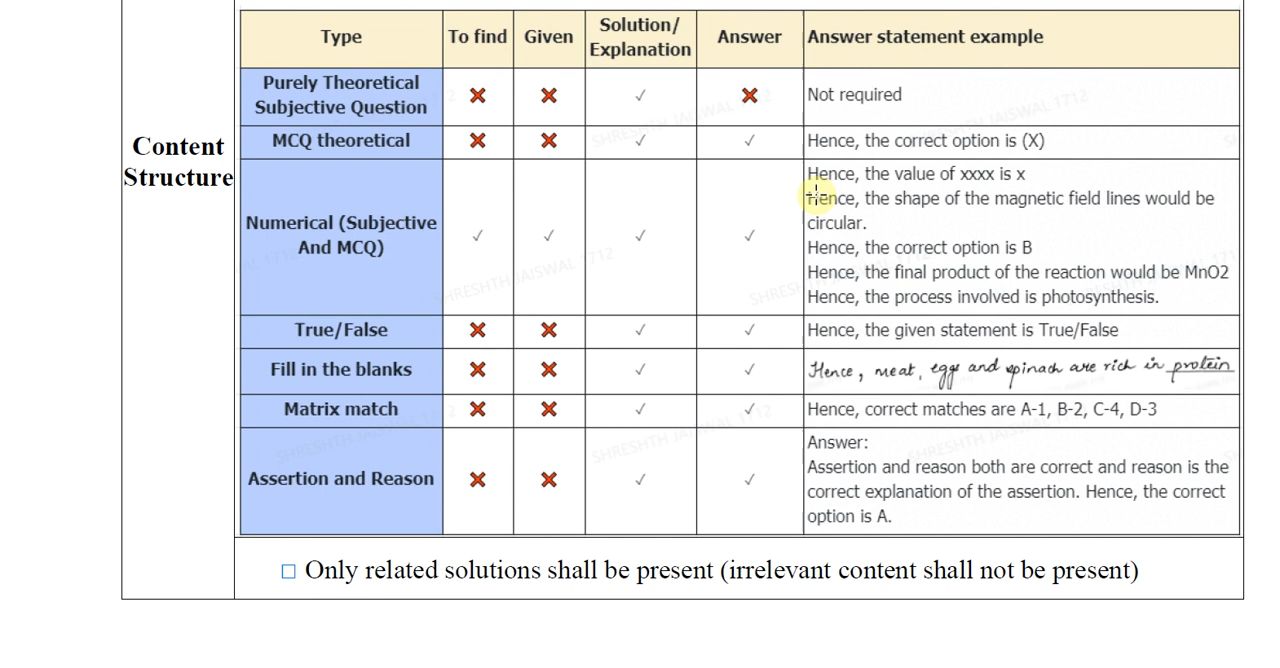 Content
Structure
Type To find Given Solution/ Explanation Answer Answer statement example
Purely Theoretical
Subjective Question
Not required
MCQ theoretical
Hence, the correct option is (X)
Numerical (Subjective
And MCQ)
Hence, the value of xxxx is x
Hence, the shape of the magnetic field lines would be
circular.
Hence, the correct option is B
Hence, the final product of the reaction would be MnO2
Hence, the process involved is photosynthesis.
True/False
Hence, the given statement is True/False
Fill in the blanks
Hence, meat, egg and spinach are rich in protein
Matrix match
Hence, correct matches are A-1, B-2, C-4, D-3
Assertion and Reason
Answer:
Assertion and reason both are correct and reason is the
correct explanation of the assertion. Hence, the correct
option is A.
Only related solutions shall be present (irrelevant content shall not be present)
SHRESHTH JAISWAL 1712